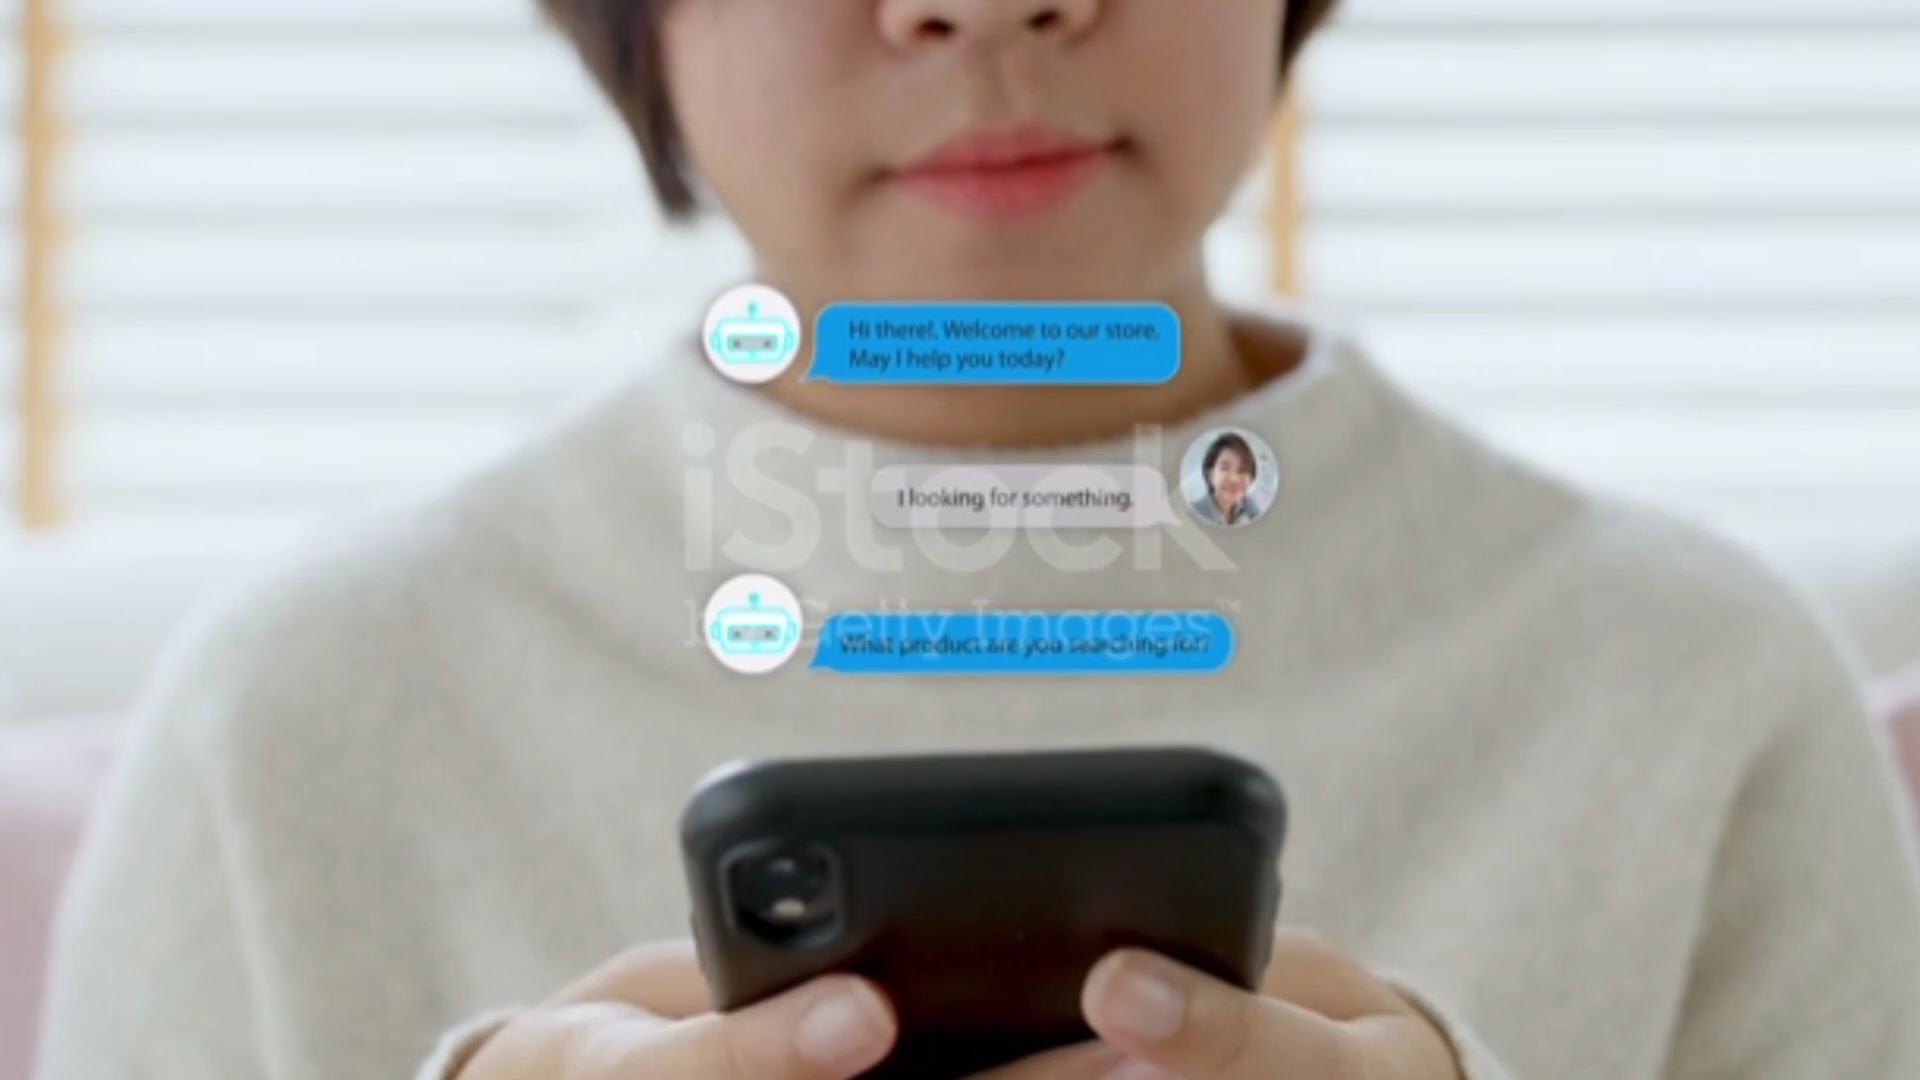 Hi there!. Welcome to our store.
May I help you today?
I looking for something.
iStock
by Getty Images™
What product are you searching for?